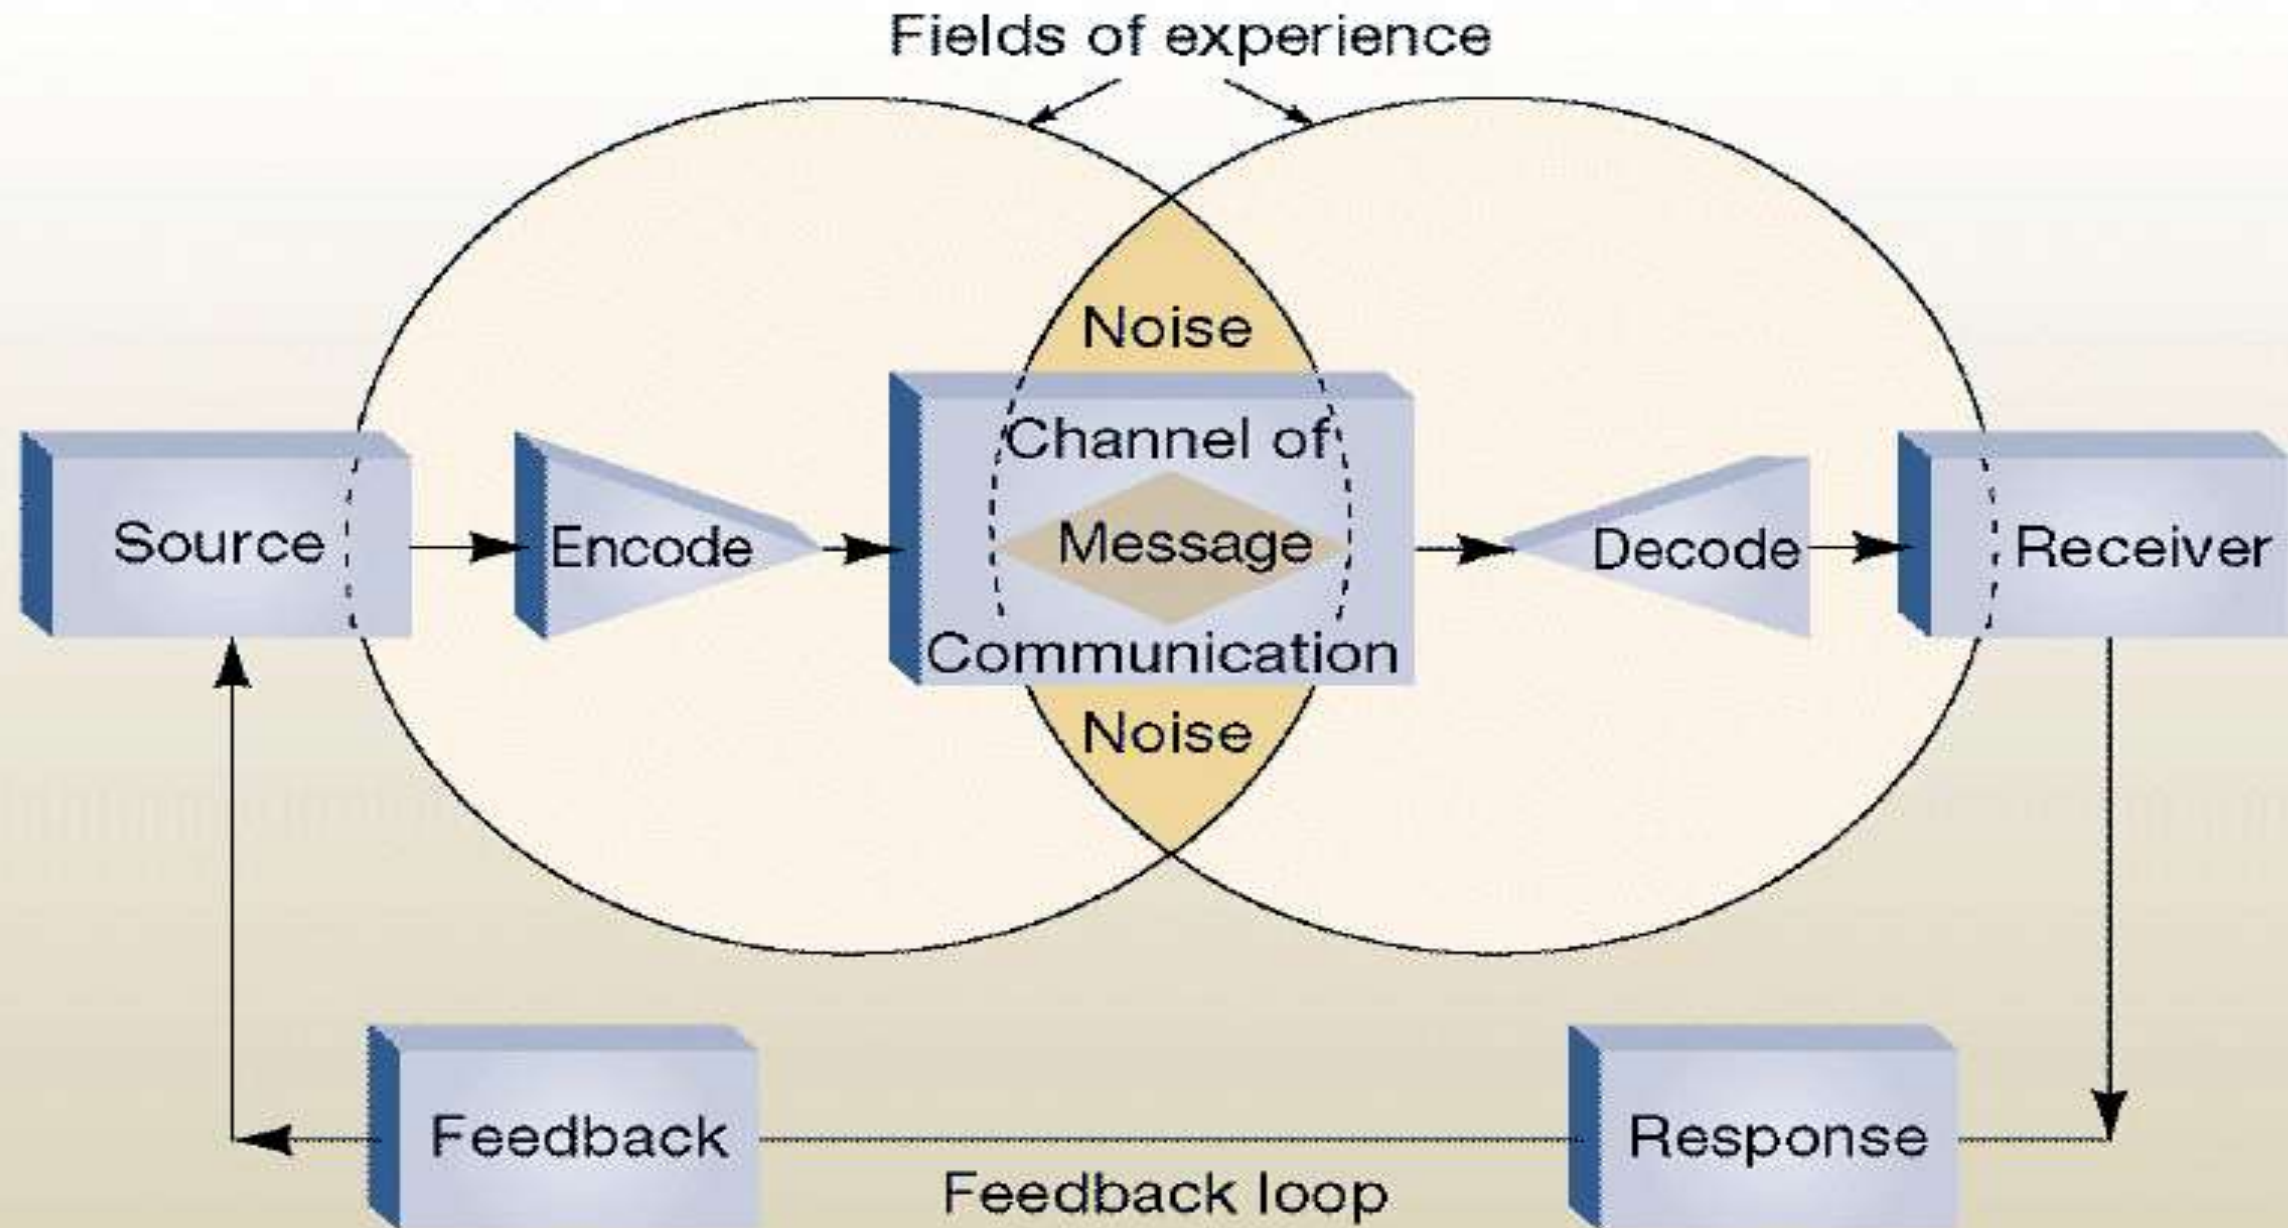 Fields of experience
Noise
Channel of
Source
Encode
Message
Decode
Receiver
Communication
Noise
Feedback
Response
Feedback loop